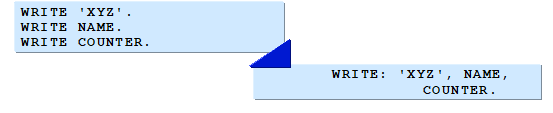 WRITE 'XYZ'.
WRITE NAME.
WRITE COUNTER.
WRITE: 'XYZ', NAME,
COUNTER.